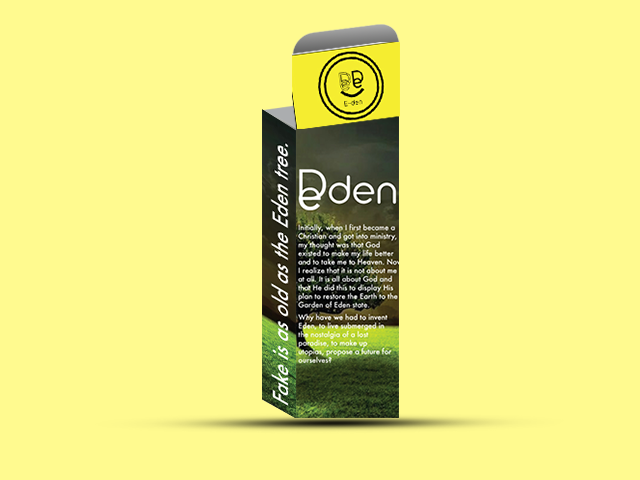 E-den
Eden
Initially, when I first became a
Christian and got into ministry,
my thought was that God
existed to make my life better
and to take me to Heaven. Now
I realize that it is not about me
at all. It is all about God and
that He did this to display His
plan to restore the Earth to the
Garden of Eden state.
Why have we had to invent
Eden, to live submerged in
the nostalgia of a lost
paradise, to make up
utopias, propose a future for
ourselves?
Fake is as old as the Eden tree.